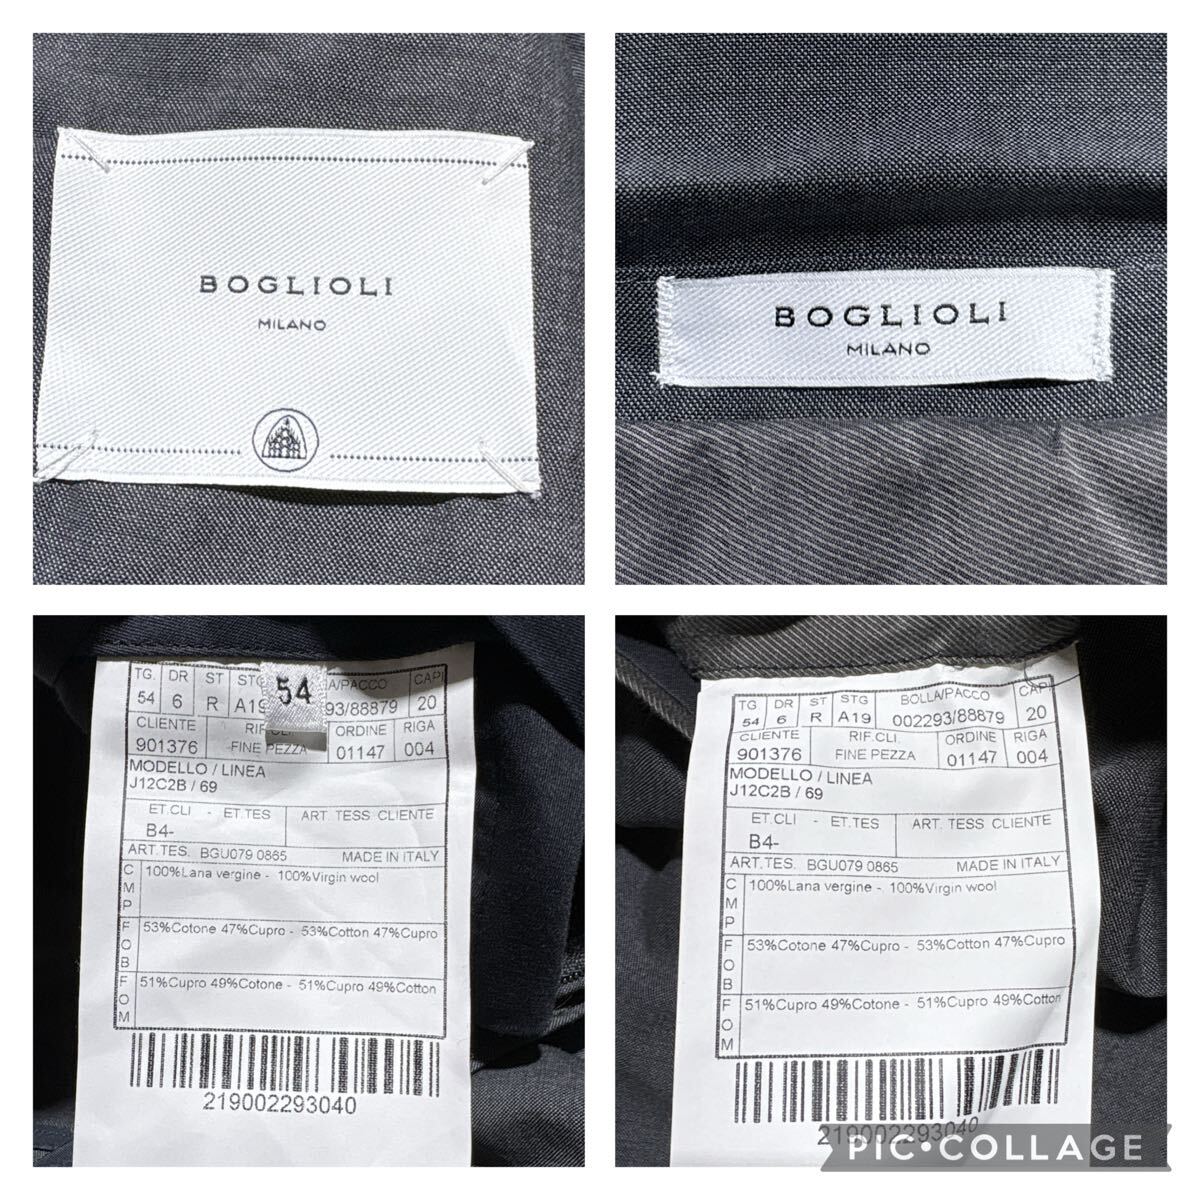 BOGLIOLI
MILANO
BOGLIOLI
MILANO
TG. DR ST STG /PACCO CAPI
54 6 R A19 93/88879 20
54
CLIENTE RIF.CLI. ORDINE RIGA
901376 FINE PEZZA 01147 004
MODELLO / LINEA
J12C2B / 69
ET.CLI - ET.TES ART. TESS CLIENTE
B4-
ART.TES. BGU079 0865 MADE IN ITALY
CMP 100%Lana vergine - 100%Virgin wool
FOB 53%Cotone 47%Cupro - 53%Cotton 47%Cupro
FOM 51%Cupro 49%Cotone - 51%Cupro 49%Cotton
219002293040
TG DR ST STG BOLLA/PACCO CAPI
54 6 R A19 002293/88879 20
CLIENTE RIF.CLI. ORDINE RIGA
901376 FINE PEZZA 01147 004
MODELLO / LINEA
J12C2B / 69
ET.CLI - ET.TES ART. TESS CLIENTE
B4-
ART.TES. BGU079 0865 MADE IN ITALY
CMP 100%Lana vergine - 100%Virgin wool
FOB 53%Cotone 47%Cupro - 53%Cotton 47%Cupro
FOM 51%Cupro 49%Cotone - 51%Cupro 49%Cotton
219002293040
PIC•COLLAGE